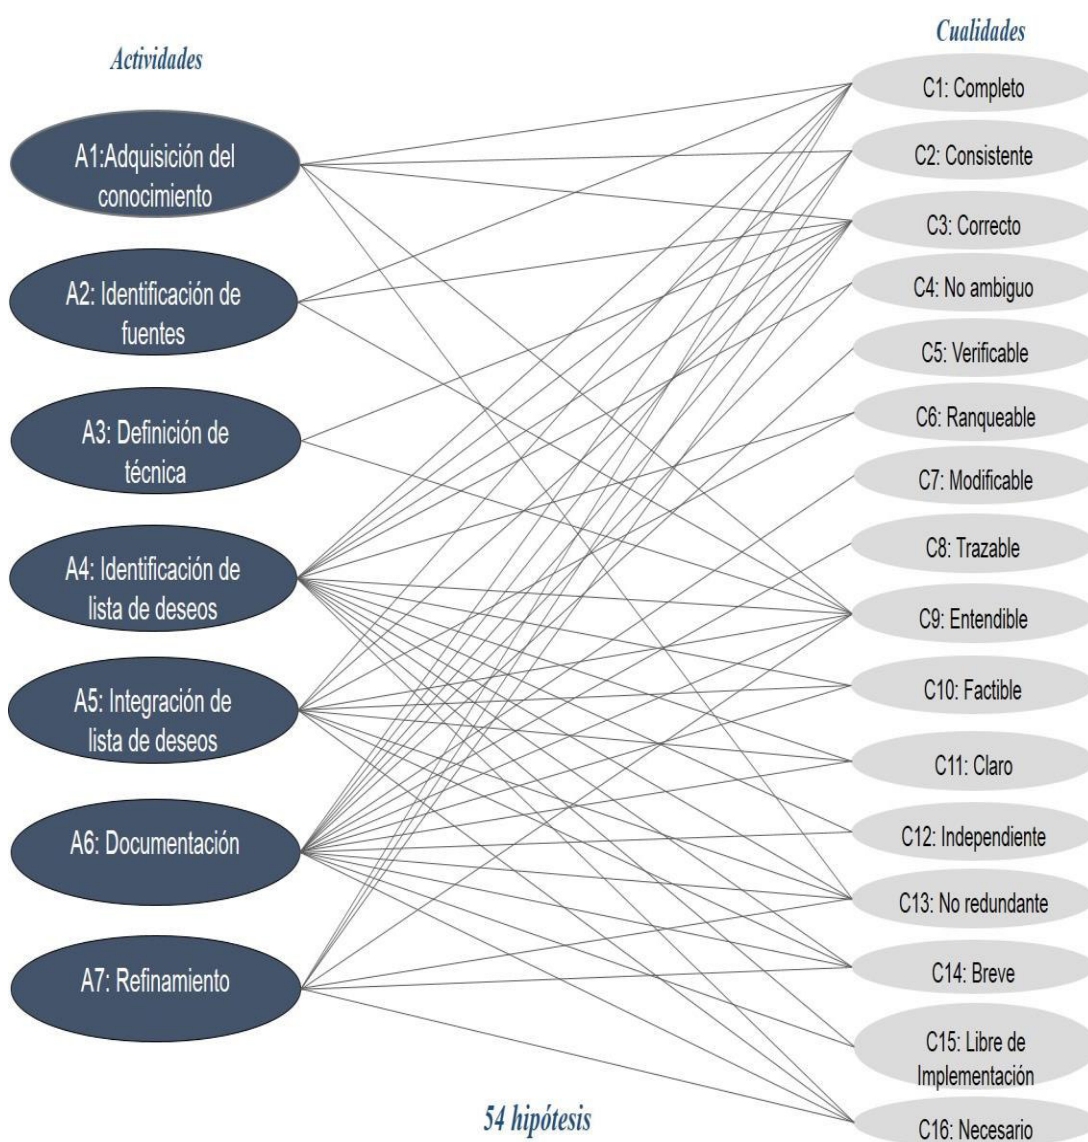 Actividades
A1:Adquisición del
conocimiento
A2: Identificación de
fuentes
A3: Definición de
técnica
A4: Identificación de
lista de deseos
A5: Integración de
lista de deseos
A6: Documentación
A7: Refinamiento
Cualidades
C1: Completo
C2: Consistente
C3: Correcto
C4: No ambiguo
C5: Verificable
C6: Ranqueable
C7: Modificable
C8: Trazable
C9: Entendible
C10: Factible
C11: Claro
C12: Independiente
C13: No redundante
C14: Breve
C15: Libre de
Implementación
C16: Necesario
54 hipótesis